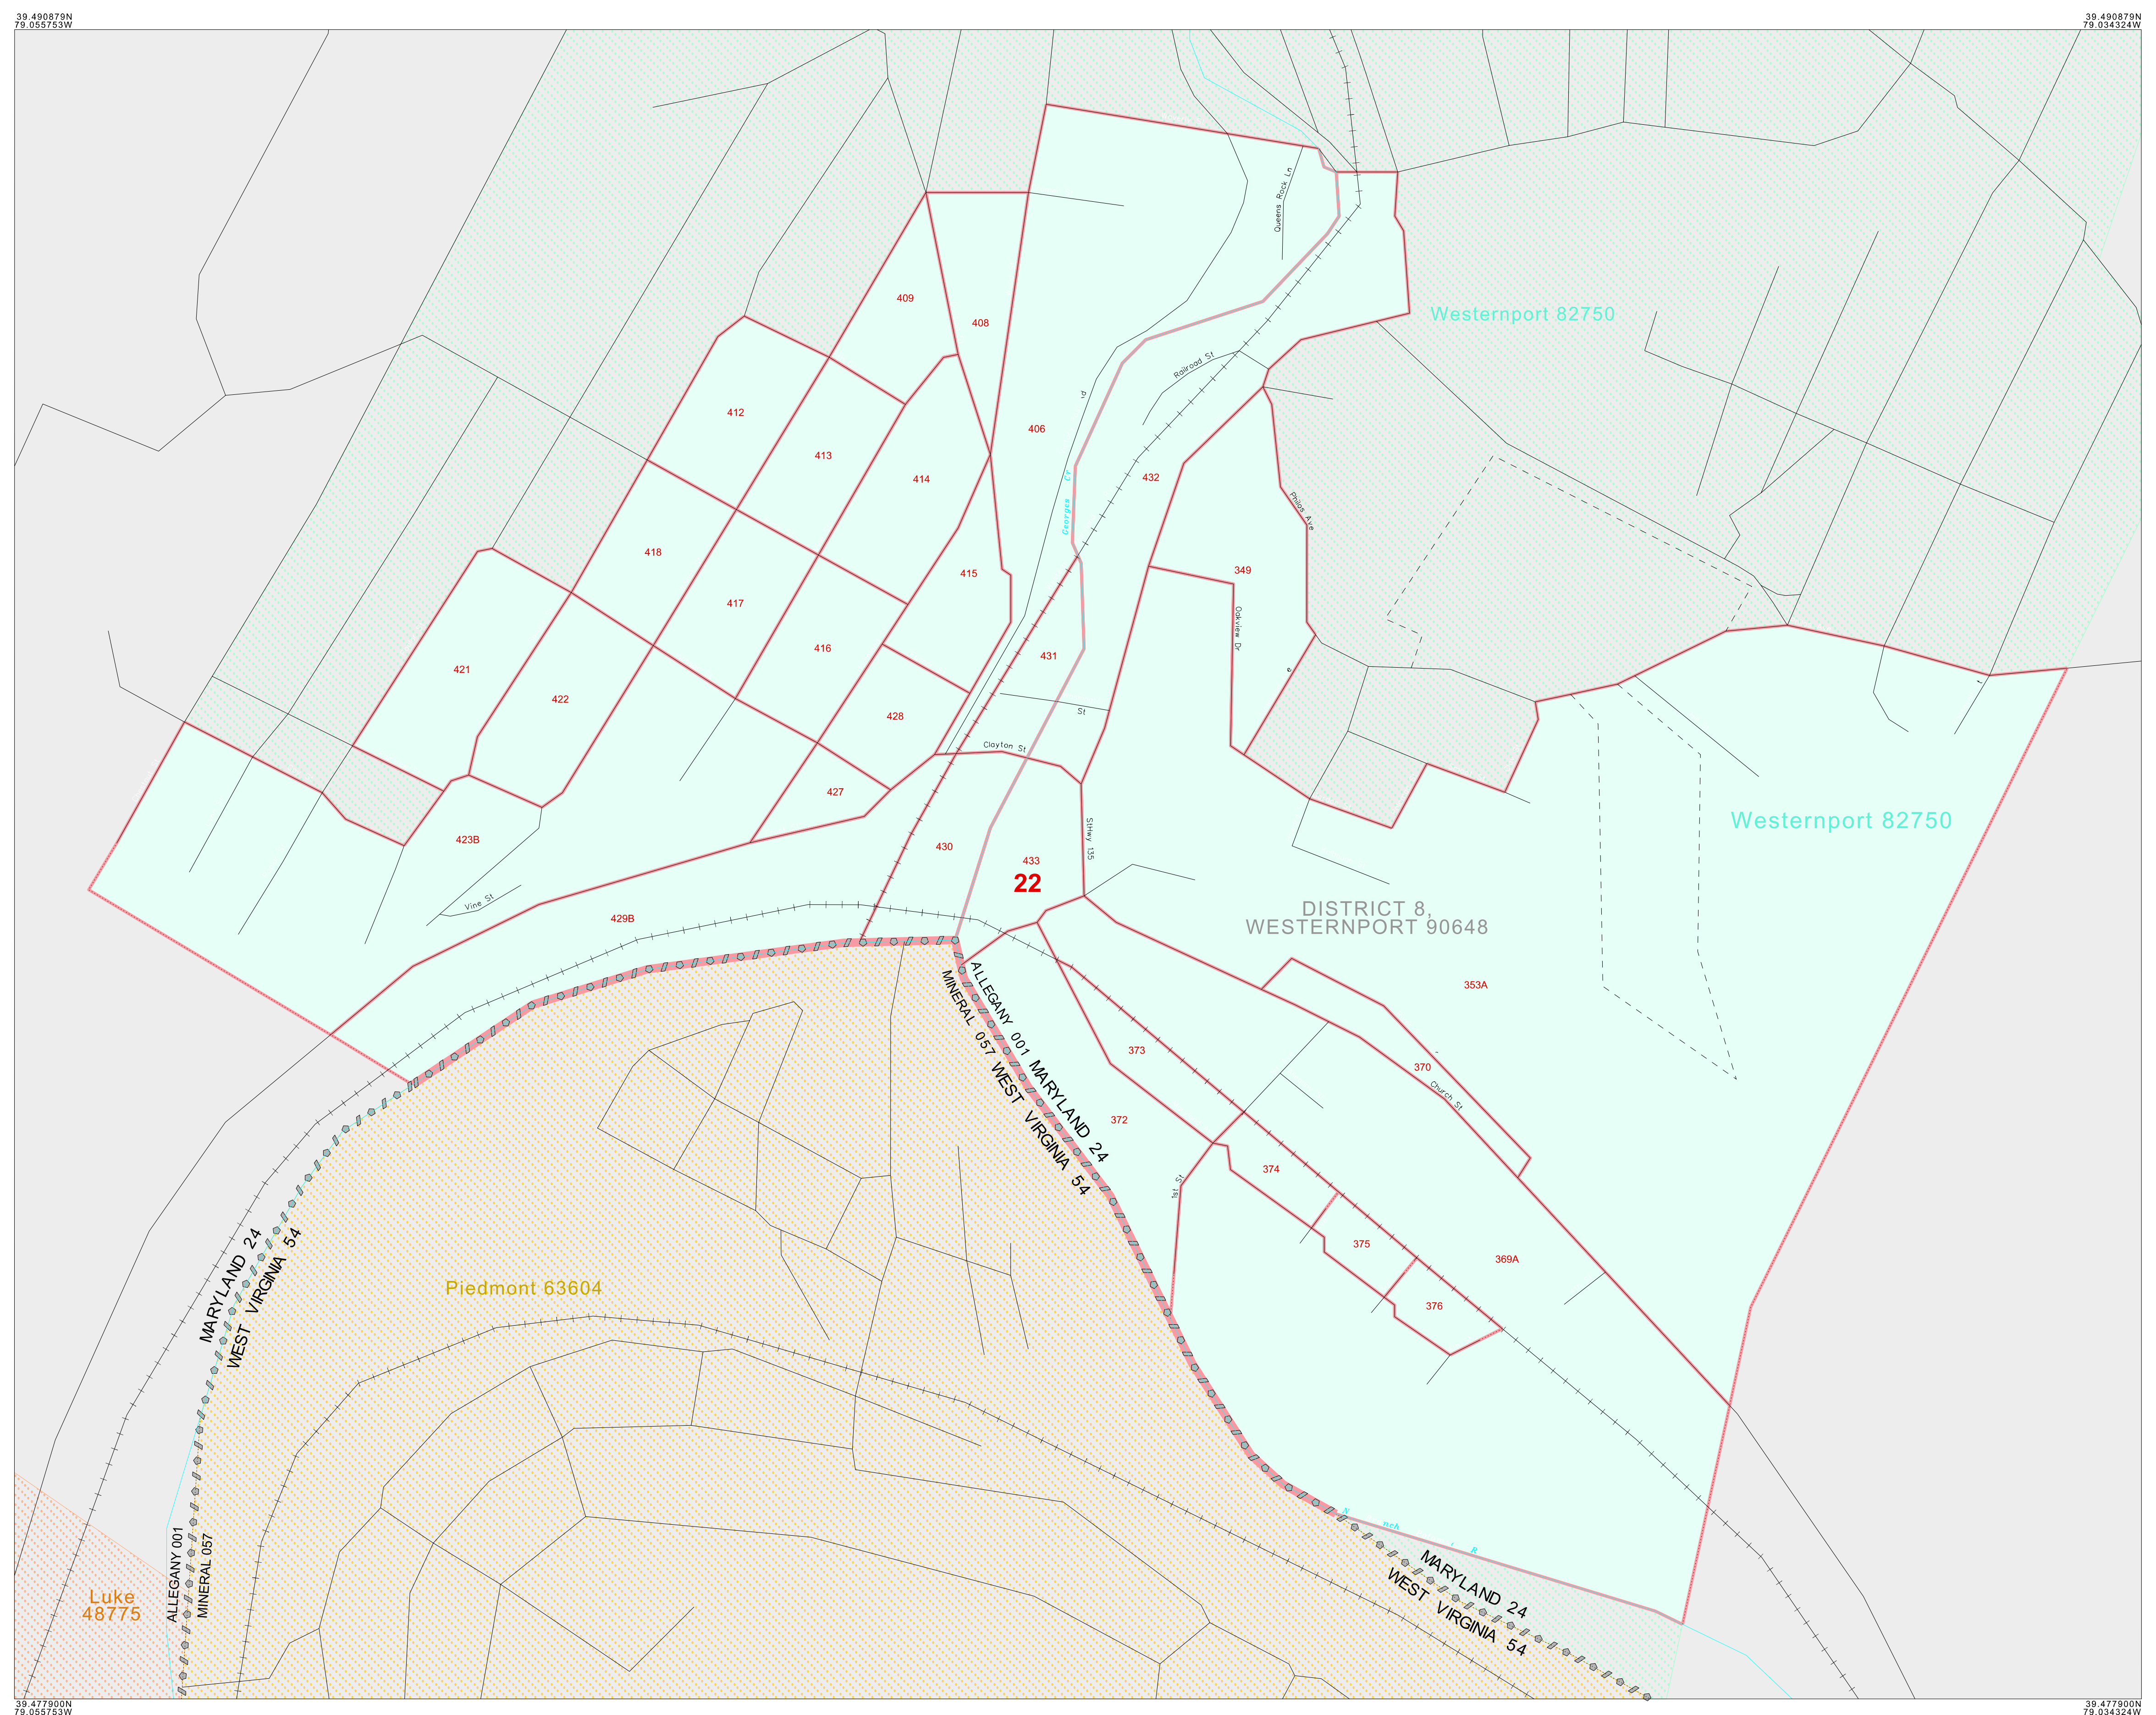 39.490879N
79.055753W
39.490879N
79.034324W
Queens Rock Ln
409
408
Westernport 82750
Railroad St
412
406
413
414
432
Georges Cr
Philos Ave
418
415
349
417
Oakview Dr
416
431
421
422
St
428
Clayton St
427
Westernport 82750
StHwy 135
423B
430
433
22
Vine St
429B
DISTRICT 8,
WESTERNPORT 90648
353A
ALLEGANY 001 MARYLAND 24
MINERAL 057 WEST VIRGINIA 54
373
370
Church St
372
374
1st St
375
369A
376
MARYLAND 24
WEST VIRGINIA 54
Piedmont 63604
ALLEGANY 001
MINERAL 057
Luke
48775
MARYLAND 24
WEST VIRGINIA 54
39.477900N
79.055753W
39.477900N
79.034324W